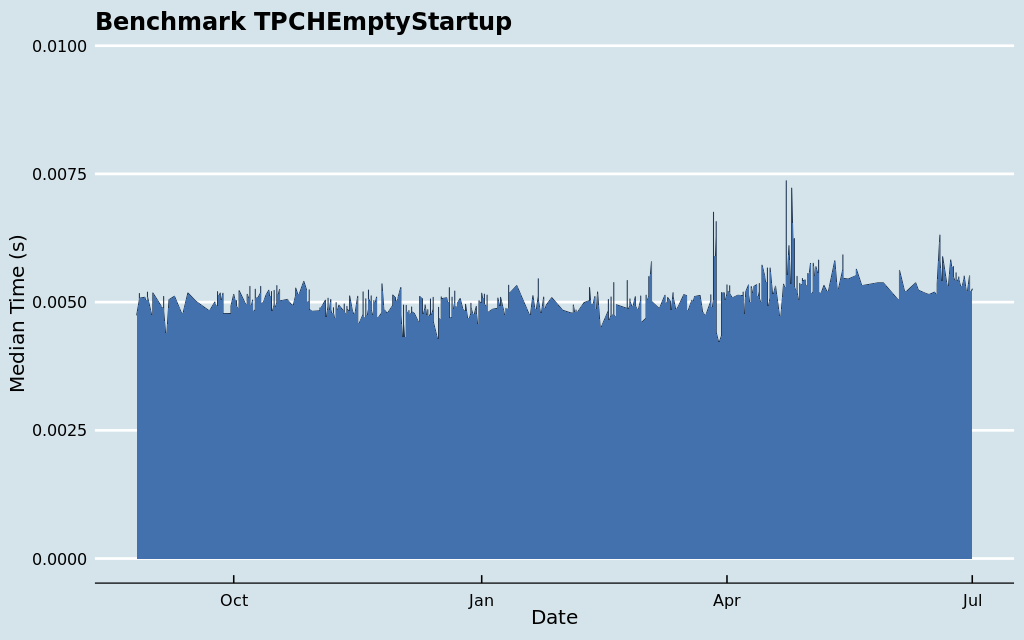 Benchmark TPCHEmptyStartup
Median Time (s)
0.0100
0.0075
0.0050
0.0025
0.0000
Oct
Jan
Apr
Jul
Date